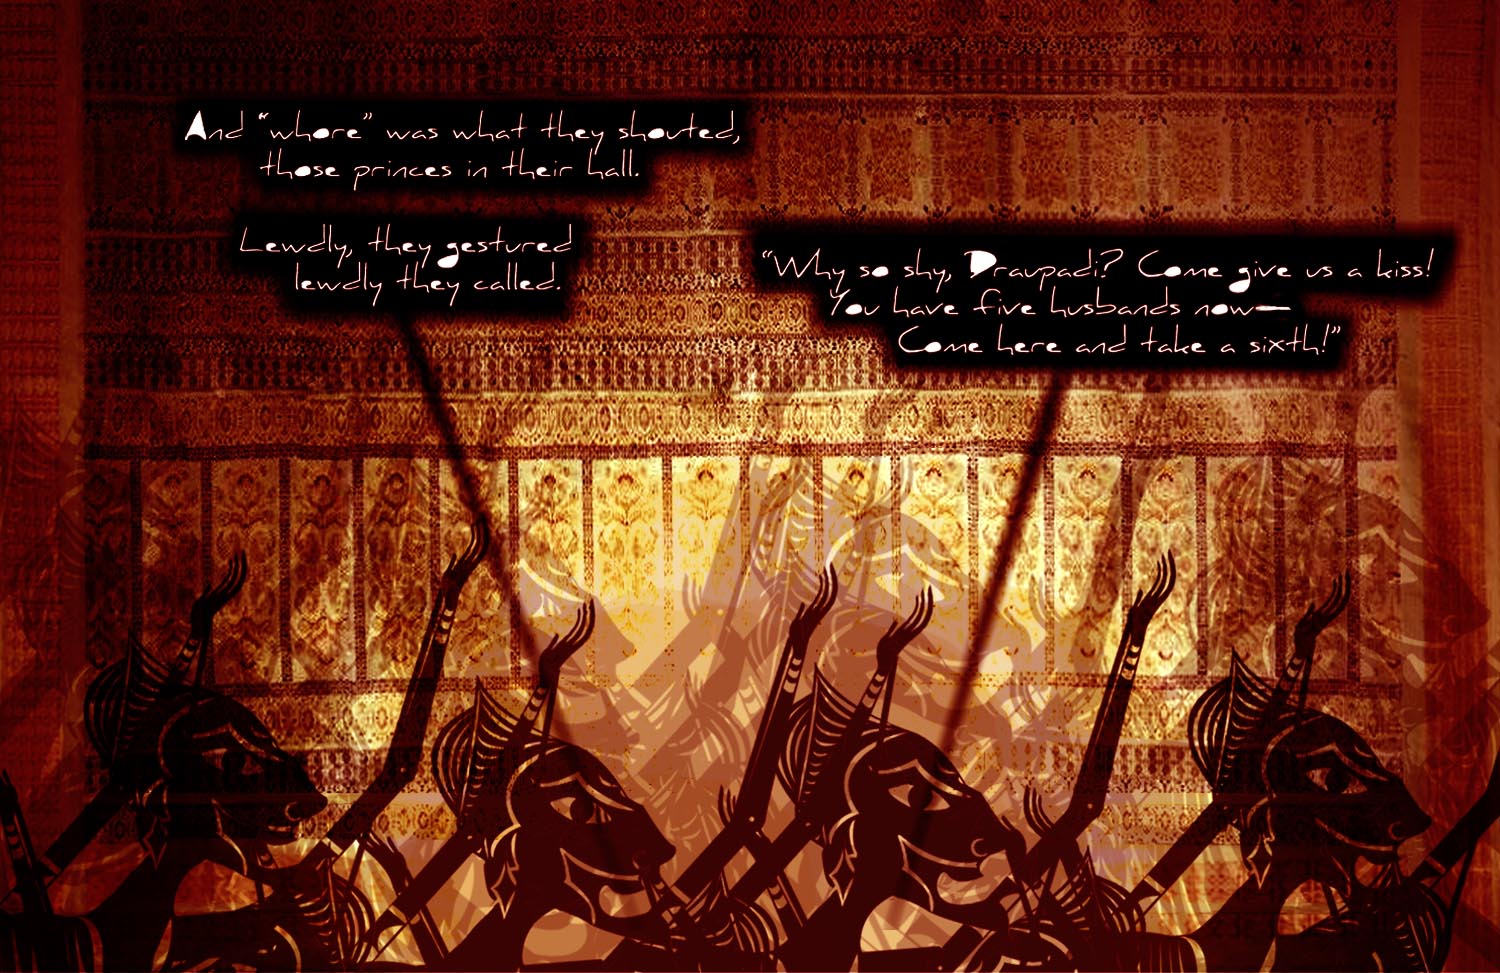 And “whore” was what they shouted,
those princes in their hall.
Lewdly, they gestured
lewdly they called.
“Why so shy, Draupadi? Come give us a kiss!
You have five husbands now—
Come here and take a sixth!”